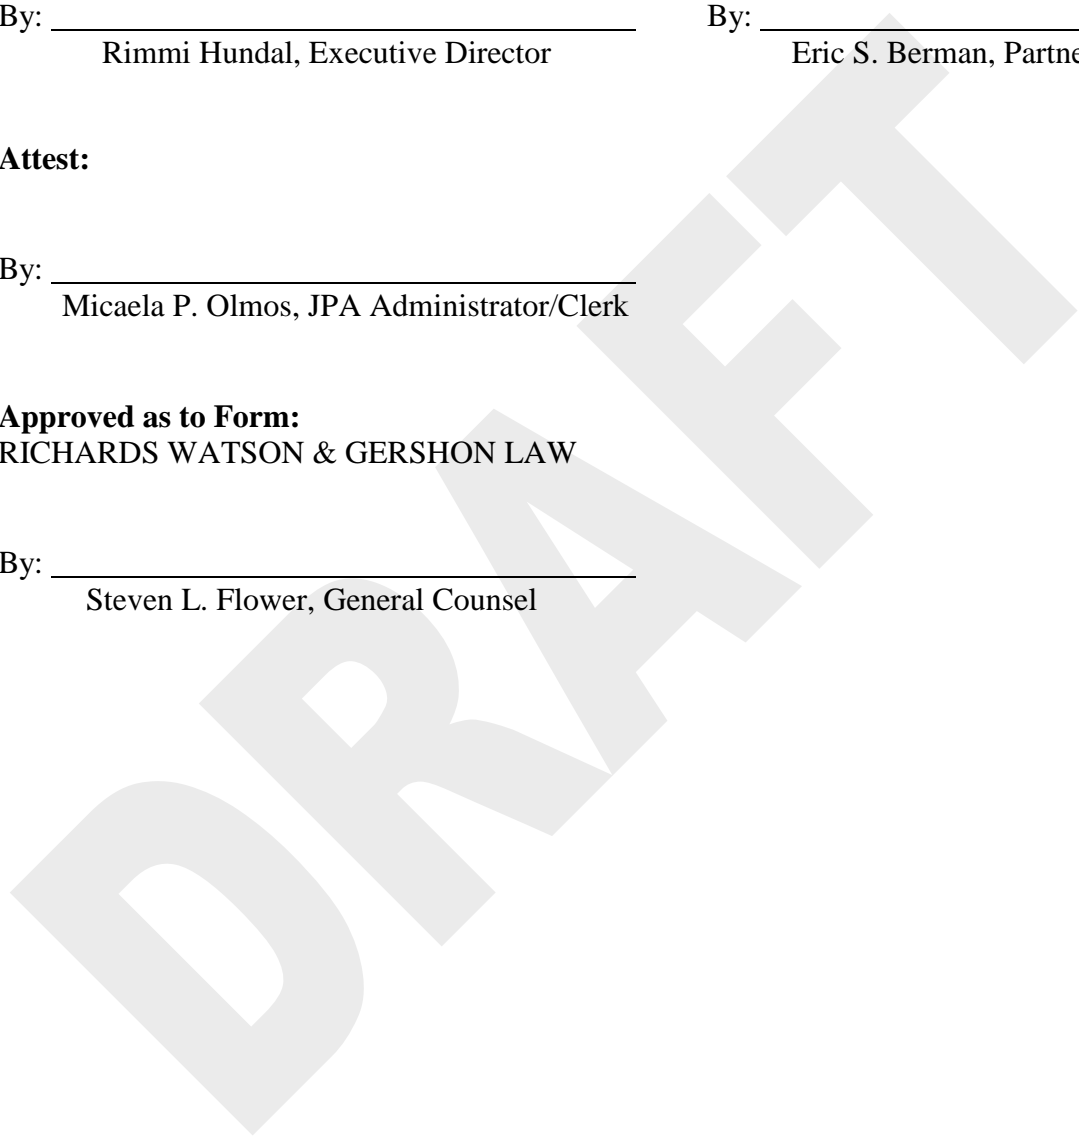 By:
Rimmi Hundal, Executive Director
By:
Eric S. Berman, Partne
Attest:
By:
Micaela P. Olmos, JPA Administrator/Clerk
Approved as to Form:
RICHARDS WATSON & GERSHON LAW
By:
Steven L. Flower, General Counsel
DRAFT